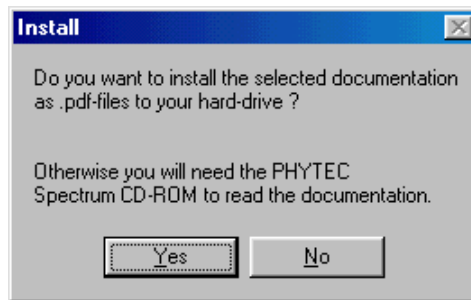 Install
Do you want to install the selected documentation
as .pdf-files to your hard-drive ?
Otherwise you will need the PHYTEC
Spectrum CD-ROM to read the documentation.
Yes
No